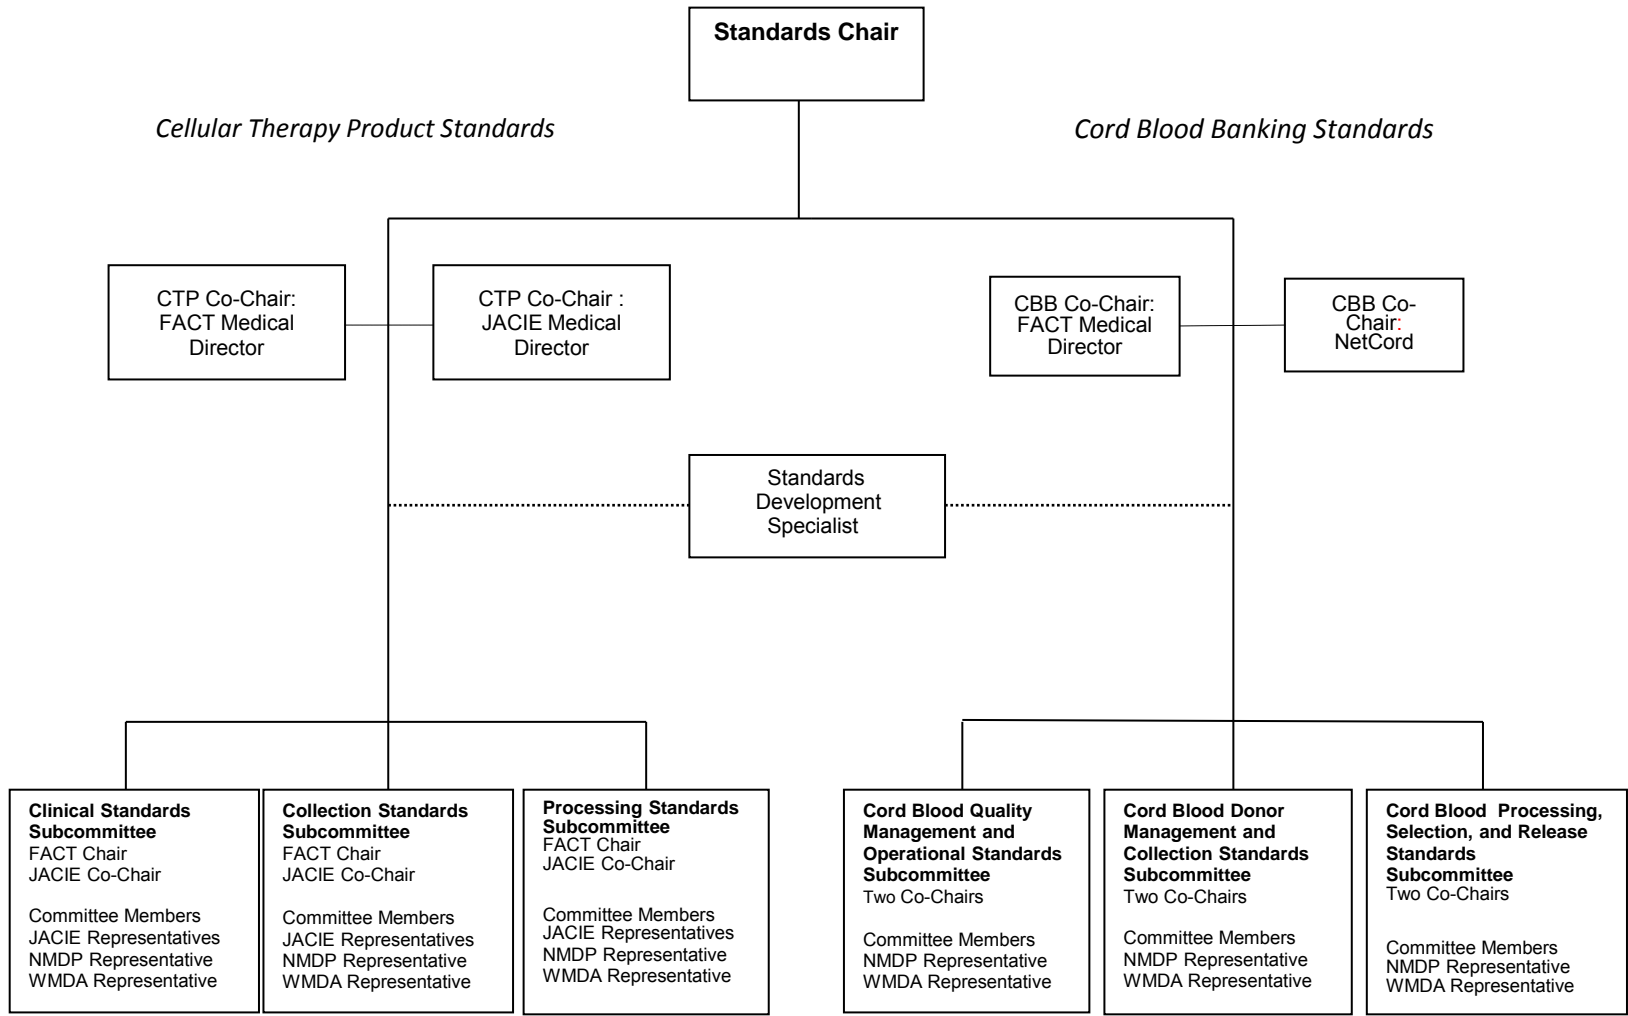 Standards Chair
Cellular Therapy Product Standards
Cord Blood Banking Standards
CTP Co-Chair:
FACT Medical
Director
CTP Co-Chair :
JACIE Medical
Director
CBB Co-Chair:
FACT Medical
Director
CBB Co-
Chair:
NetCord
Standards
Development
Specialist
Clinical Standards
Subcommittee
FACT Chair
JACIE Co-Chair
Committee Members
JACIE Representatives
NMDP Representative
WMDA Representative
Collection Standards
Subcommittee
FACT Chair
JACIE Co-Chair
Committee Members
JACIE Representatives
NMDP Representative
WMDA Representative
Processing Standards
Subcommittee
FACT Chair
JACIE Co-Chair
Committee Members
JACIE Representatives
NMDP Representative
WMDA Representative
Cord Blood Quality
Management and
Operational Standards
Subcommittee
Two Co-Chairs
Committee Members
NMDP Representative
WMDA Representative
Cord Blood Donor
Management and
Collection Standards
Subcommittee
Two Co-Chairs
Committee Members
NMDP Representative
WMDA Representative
Cord Blood  Processing,
Selection, and Release
Standards
Subcommittee
Two Co-Chairs
Committee Members
NMDP Representative
WMDA Representative